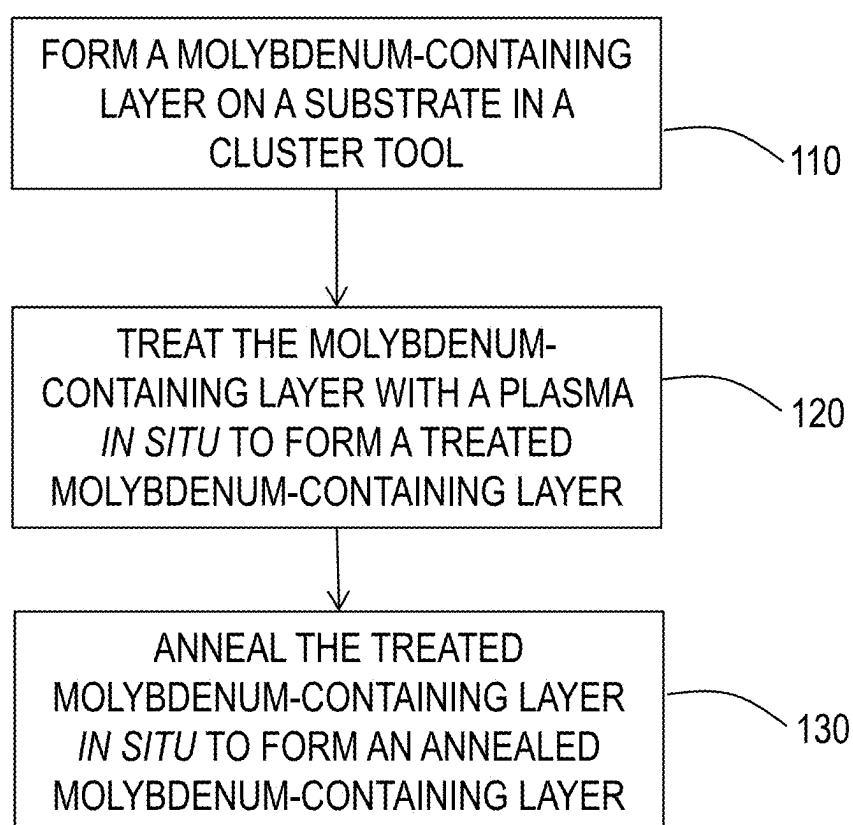 FORM A MOLYBDENUM-CONTAINING
LAYER ON A SUBSTRATE IN A
CLUSTER TOOL
110
TREAT THE MOLYBDENUM-
CONTAINING LAYER WITH A PLASMA
IN SITU TO FORM A TREATED
MOLYBDENUM-CONTAINING LAYER
120
ANNEAL THE TREATED
MOLYBDENUM-CONTAINING LAYER
IN SITU TO FORM AN ANNEALED
MOLYBDENUM-CONTAINING LAYER
130